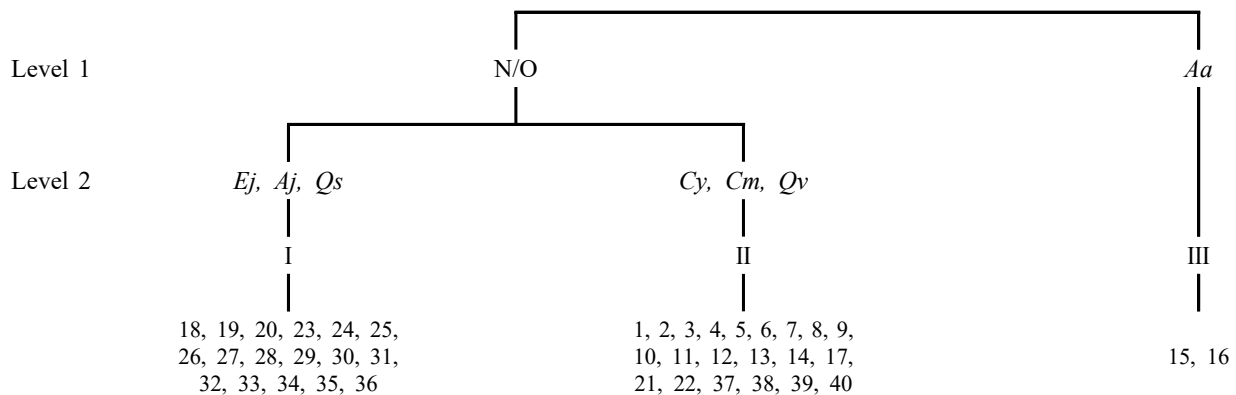 Level 1 N/O Aa
Level 2 Ej, Aj, Qs Cy, Cm, Qv
I II III
18, 19, 20, 23, 24, 25, 1, 2, 3, 4, 5, 6, 7, 8, 9,
26, 27, 28, 29, 30, 31, 10, 11, 12, 13, 14, 17, 15, 16
32, 33, 34, 35, 36 21, 22, 37, 38, 39, 40